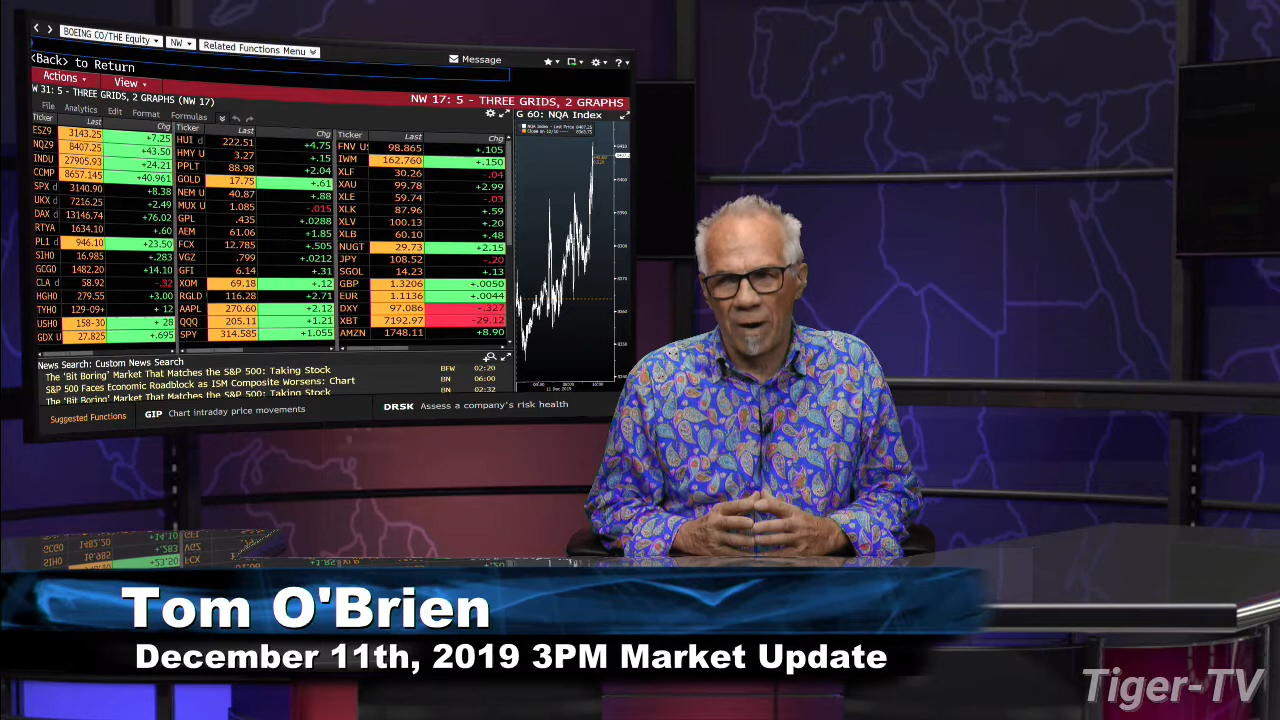 BOEING CO/THE Equity NW Related Functions Menu
Message
<Back> to Return
Actions View
NW 17: 5 - THREE GRIDS, 2 GRAPHS
W 31: 5 - THREE GRIDS, 2 GRAPHS (NW 17)
G 60: NQA Index
File Analytics Edit Format Formulas
Ticker Last Chg
ESZ9 3143.25 +7.25
NQZ9 8407.25 +43.50
INDU 27905.93 +24.21
CCMP 8657.145 +40.961
SPX d 3140.90 +8.38
UKX d 7216.25 +2.49
DAX d 13146.74 +76.02
RTYA 1634.10 +.60
PL1 d 946.10 +23.50
SIH0 16.985 +.283
GCG0 1482.20 +14.10
CLA d 58.92 -.32
HGH0 279.55 +3.00
TYH0 129-09+ + 12
USH0 158-30 + 28
GDX U 27.825 +.695
Ticker Last Chg
HUI d 222.51 +4.75
HMY U 3.27 +.15
PPLT 88.98 +2.04
GOLD 17.75 +.61
NEM U 40.87 +.88
MUX U 1.085 -.015
GPL .435 +.0288
AEM 61.06 +1.85
FCX 12.785 +.505
VGZ .799 +.0212
GFI 6.14 +.31
XOM 69.18 +.12
RGLD 116.28 +2.71
AAPL 270.60 +2.12
QQQ 205.11 +1.21
SPY 314.585 +1.055
Ticker Last Chg
FNV US 98.865 +.105
IWM 162.760 +.150
XLF 30.26 -.04
XAU 99.78 +2.99
XLE 59.74 -.03
XLK 87.96 +.59
XLV 100.13 +.20
XLB 60.10 +.48
NUGT 29.73 +2.15
JPY 108.52 -.20
SGOL 14.23 +.13
GBP 1.3206 +.0050
EUR 1.1136 +.0044
DXY 97.086 -.327
XBT 7192.97 -29.12
AMZN 1748.11 +8.90
11 Dec 2019
News Search: Custom News Search
The 'Bit Boring' Market That Matches the S&P 500: Taking Stock BFW 02:20
S&P 500 Faces Economic Roadblock as ISM Composite Worsens: Chart BN 06:00
The 'Bit Boring' Market That Matches the S&P 500: Taking Stock BN 02:32
Suggested Functions GIP Chart intraday price movements DRSK Assess a company's risk health
Tom O'Brien
December 11th, 2019 3PM Market Update
Tiger-TV